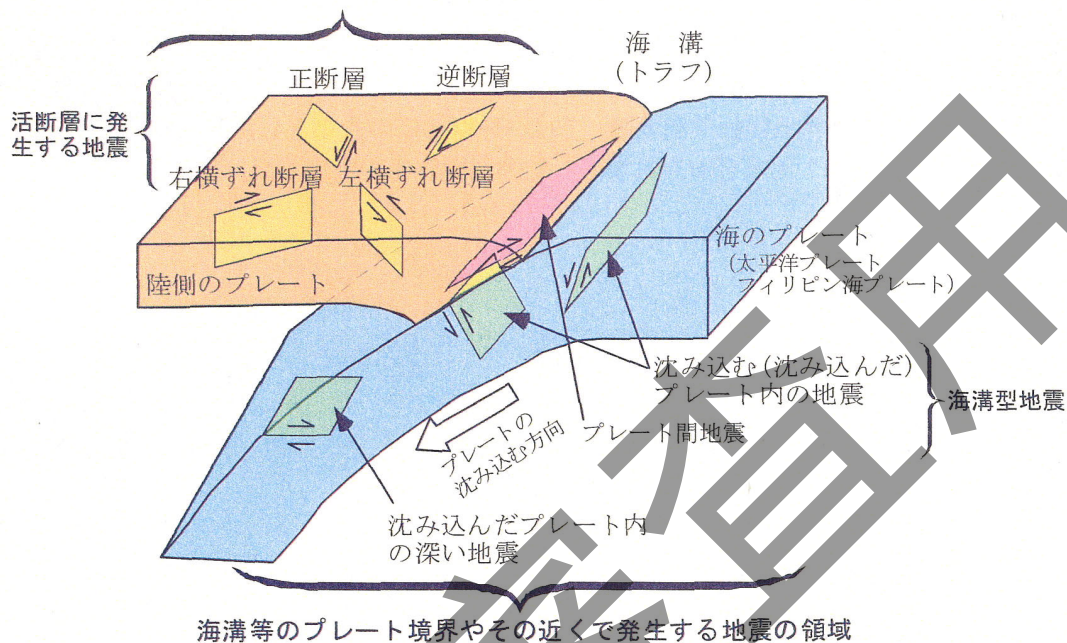 海溝
(トラフ)
正断層
逆断層
活断層に発
生する地震
右横ずれ断層
左横ずれ断層
陸側のプレート
海のプレート
(太平洋プレート
フィリピン海プレート)
沈み込む(沈み込んだ)
プレート内の地震
海溝型地震
プレート間地震
プレートの
沈み込む方向
沈み込んだプレート内
の深い地震
海溝等のプレート境界やその近くで発生する地震の領域